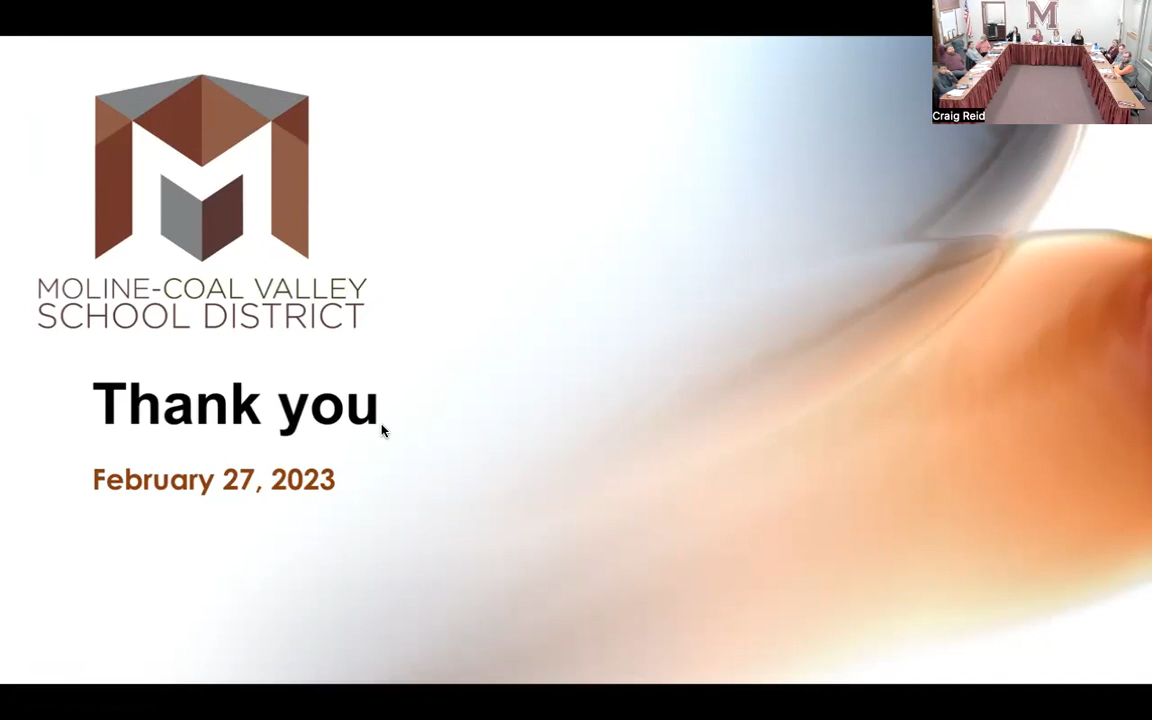 M
Craig Reid
MOLINE-COAL VALLEY
SCHOOL DISTRICT
Thank you
February 27, 2023